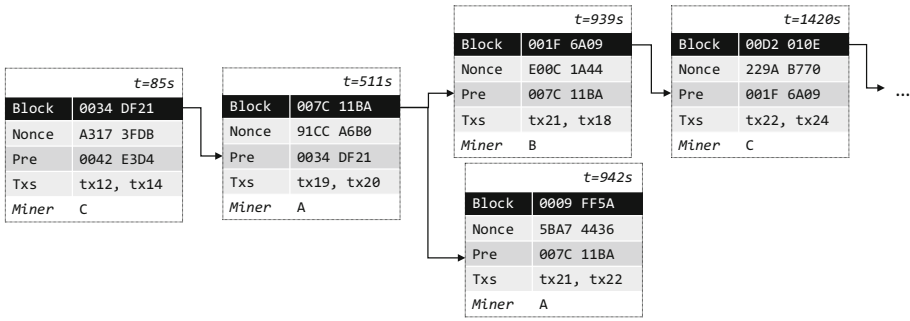 t=85s
Block 0034 DF21
Nonce A317 3FDB
Pre 0042 E3D4
Txs tx12, tx14
Miner C
t=511s
Block 007C 11BA
Nonce 91CC A6B0
Pre 0034 DF21
Txs tx19, tx20
Miner A
t=939s
Block 001F 6A09
Nonce E00C 1A44
Pre 007C 11BA
Txs tx21, tx18
Miner B
t=942s
Block 0009 FF5A
Nonce 5BA7 4436
Pre 007C 11BA
Txs tx21, tx22
Miner A
t=1420s
Block 00D2 010E
Nonce 229A B770
Pre 001F 6A09
Txs tx22, tx24
Miner C
...